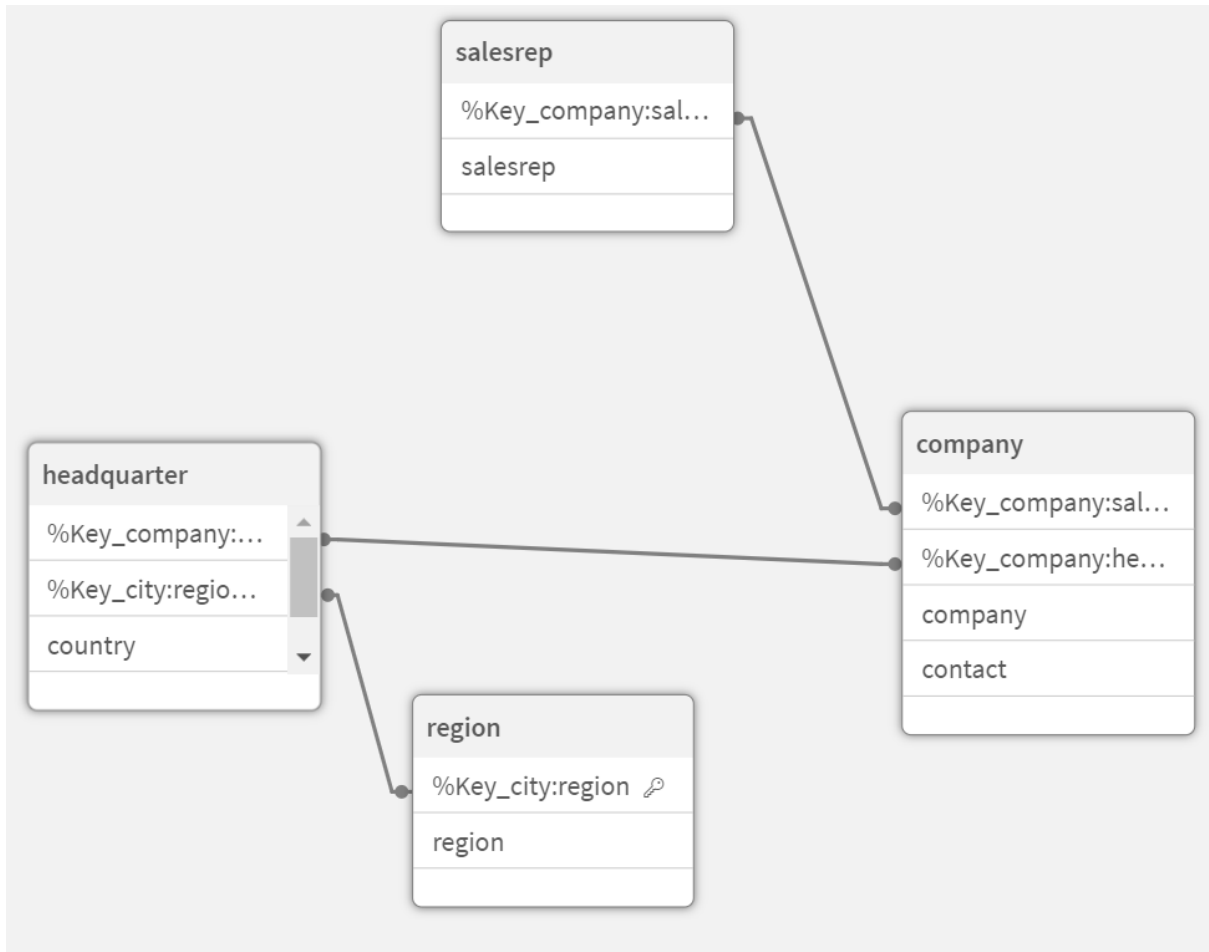 salesrep
%Key_company:sal...
salesrep
headquarter
%Key_company:...
%Key_city:regio...
country
company
%Key_company:sal...
%Key_company:he...
company
contact
region
%Key_city:region
region